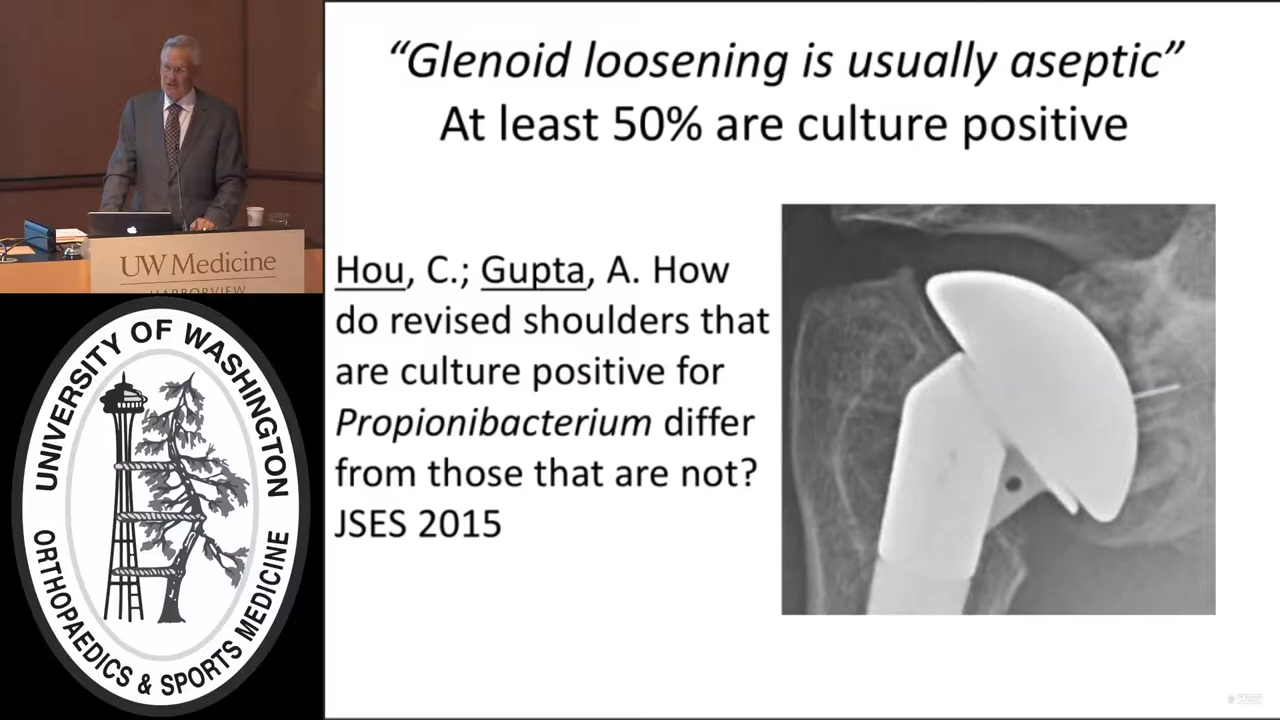 “Glenoid loosening is usually aseptic”
At least 50% are culture positive
Hou, C.; Gupta, A. How
do revised shoulders that
are culture positive for
Propionibacterium differ
from those that are not?
JSES 2015
UW Medicine
HARBORVIEW
UNIVERSITY OF WASHINGTON
ORTHOPAEDICS & SPORTS MEDICINE